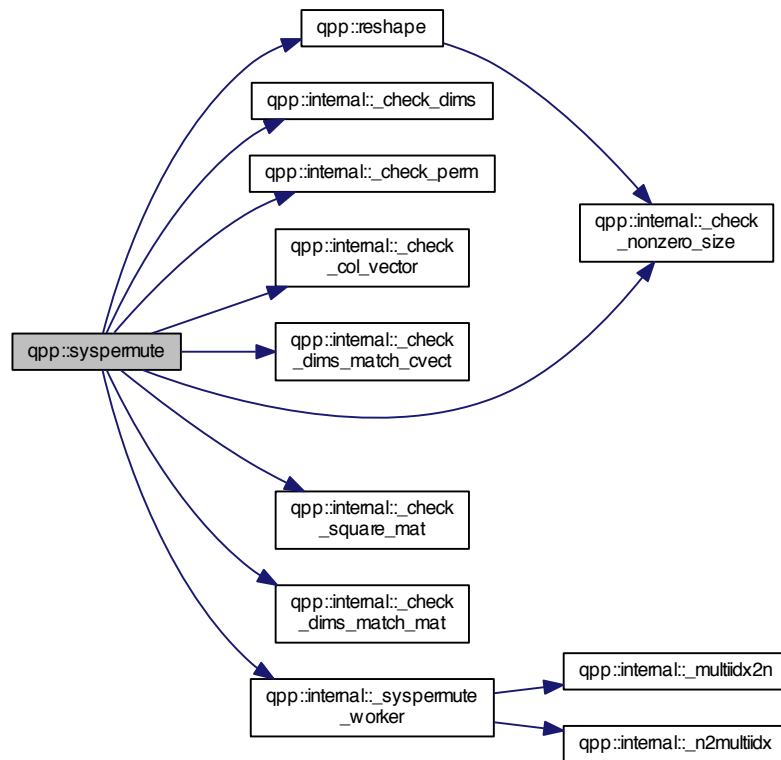 qpp::reshape
qpp::internal::_check_dims
qpp::internal::_check_perm
qpp::internal::_check
_nonzero_size
qpp::internal::_check
_col_vector
qpp::syspermute
qpp::internal::_check
_dims_match_cvect
qpp::internal::_check
_square_mat
qpp::internal::_check
_dims_match_mat
qpp::internal::_multiidx2n
qpp::internal::_syspermute
_worker
qpp::internal::_n2multiidx